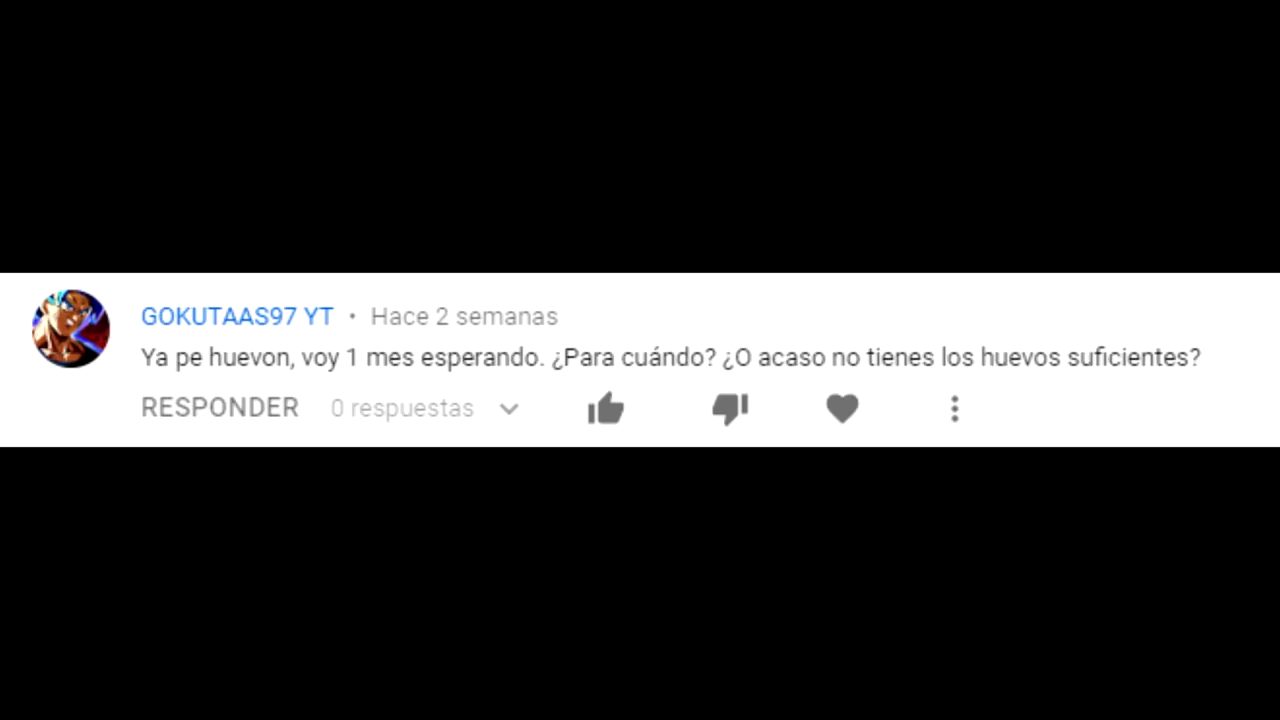 GOKUTAAS97 YT • Hace 2 semanas
Ya pe huevon, voy 1 mes esperando. ¿Para cuándo? ¿O acaso no tienes los huevos suficientes?
RESPONDER 0 respuestas